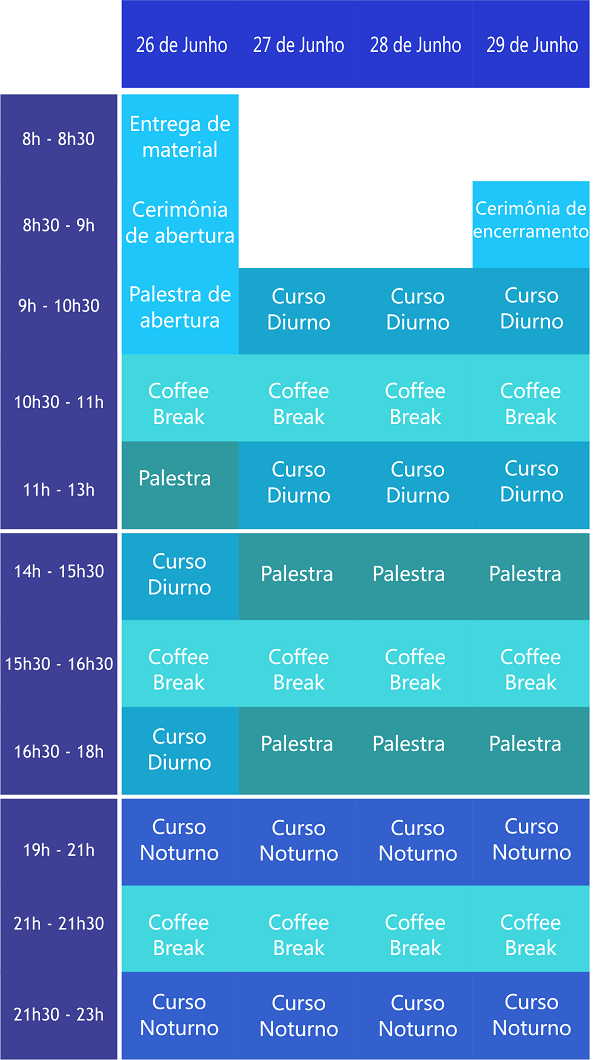 26 de Junho 27 de Junho 28 de Junho 29 de Junho
8h - 8h30
Entrega de
material
8h30 - 9h
Cerimônia
de abertura
Cerimônia de
encerramento
9h - 10h30
Palestra de
abertura
Curso
Diurno
Curso
Diurno
Curso
Diurno
10h30 - 11h
Coffee
Break
Coffee
Break
Coffee
Break
Coffee
Break
11h - 13h
Palestra
Curso
Diurno
Curso
Diurno
Curso
Diurno
14h - 15h30
Curso
Diurno
Palestra
Palestra
Palestra
15h30 - 16h30
Coffee
Break
Coffee
Break
Coffee
Break
Coffee
Break
16h30 - 18h
Curso
Diurno
Palestra
Palestra
Palestra
19h - 21h
Curso
Noturno
Curso
Noturno
Curso
Noturno
Curso
Noturno
21h - 21h30
Coffee
Break
Coffee
Break
Coffee
Break
Coffee
Break
21h30 - 23h
Curso
Noturno
Curso
Noturno
Curso
Noturno
Curso
Noturno